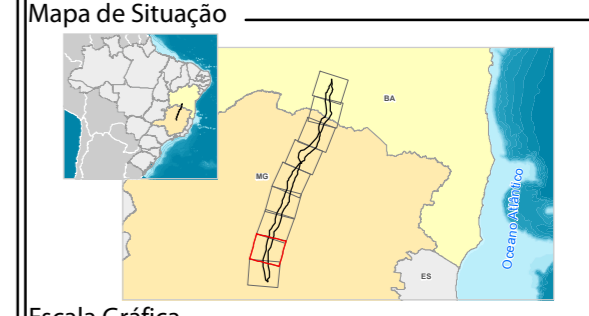 Mapa de Situação
BA
MG
Oceano Atlântico
ES
Escala Gráfica